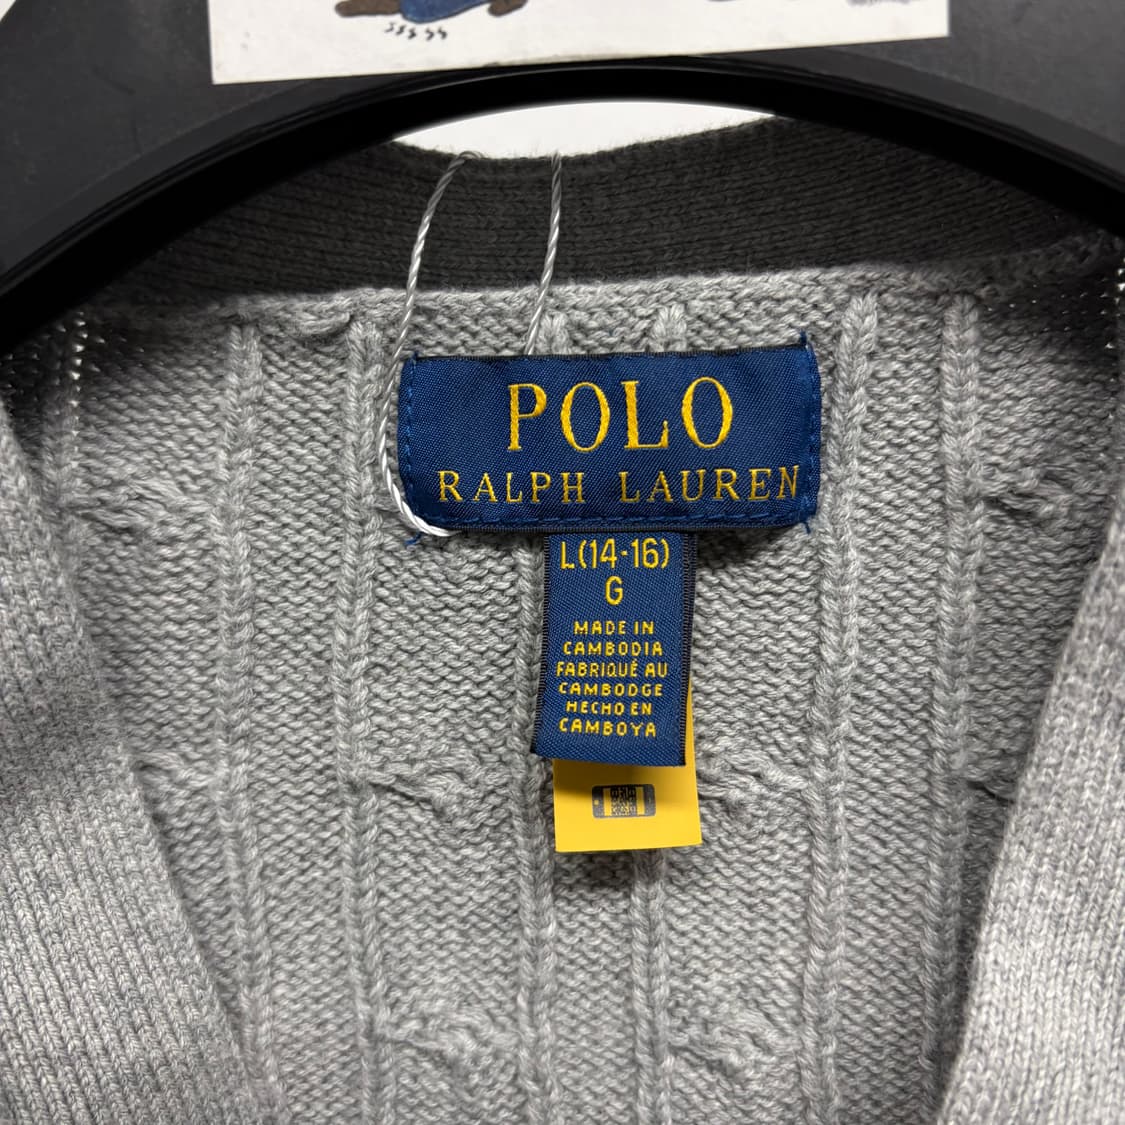 POLO
RALPH LAUREN
L(14-16)
G
MADE IN
CAMBODIA
FABRIQUÉ AU
CAMBODGE
HECHO EN
CAMBOYA